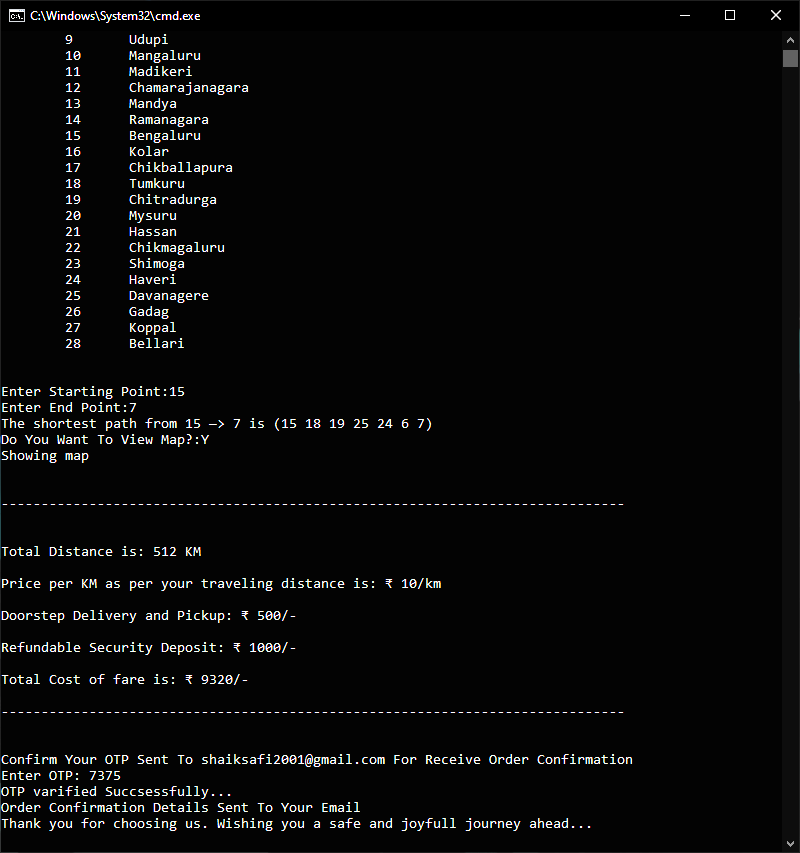 C:\Windows\System32\cmd.exe
9 Udupi
10 Mangaluru
11 Madikeri
12 Chamarajanagara
13 Mandya
14 Ramanagara
15 Bengaluru
16 Kolar
17 Chikballapura
18 Tumkuru
19 Chitradurga
20 Mysuru
21 Hassan
22 Chikmagaluru
23 Shimoga
24 Haveri
25 Davanagere
26 Gadag
27 Koppal
28 Bellari
Enter Starting Point:15
Enter End Point:7
The shortest path from 15 —> 7 is (15 18 19 25 24 6 7)
Do You Want To View Map?:Y
Showing map
------------------------------------------------------------------------------
Total Distance is: 512 KM
Price per KM as per your traveling distance is: ₹ 10/km
Doorstep Delivery and Pickup: ₹ 500/-
Refundable Security Deposit: ₹ 1000/-
Total Cost of fare is: ₹ 9320/-
------------------------------------------------------------------------------
Confirm Your OTP Sent To shaiksafi2001@gmail.com For Receive Order Confirmation
Enter OTP: 7375
OTP varified Succsessfully...
Order Confirmation Details Sent To Your Email
Thank you for choosing us. Wishing you a safe and joyfull journey ahead...